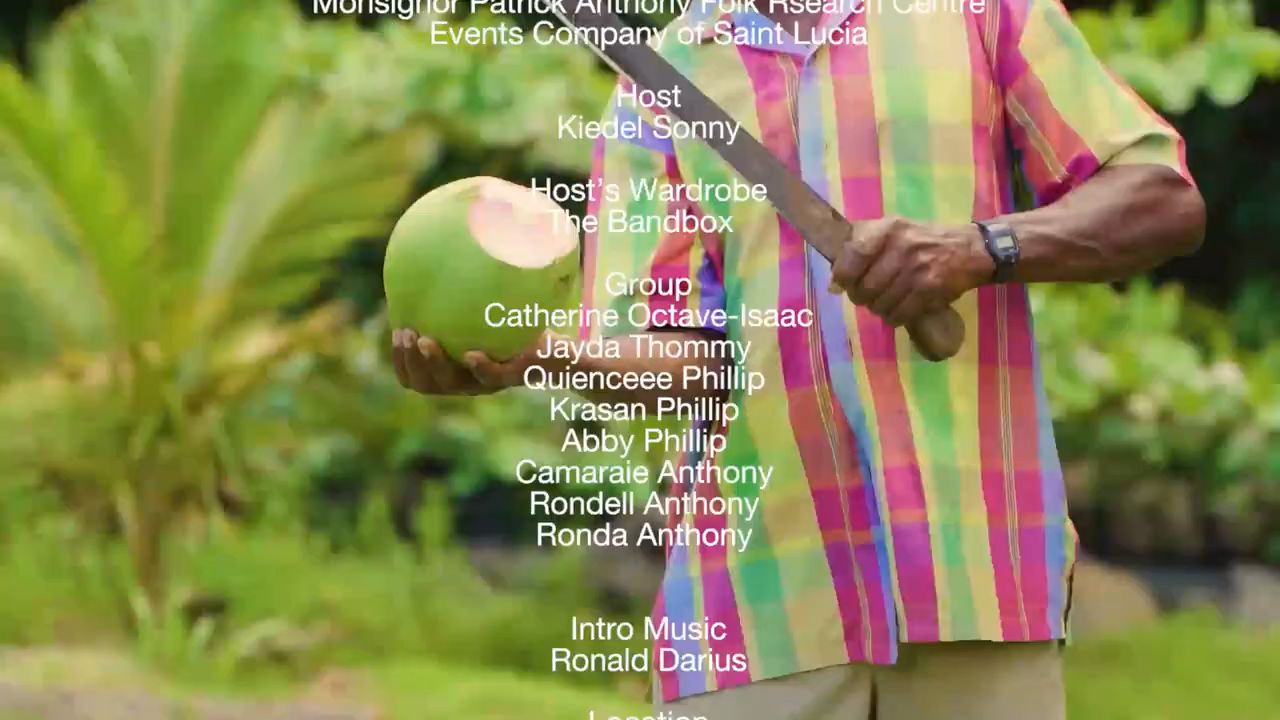 Monsignor Patrick Anthony Folk Rsearch Centre
Events Company of Saint Lucia
Host
Kiedel Sonny
Host's Wardrobe
The Bandbox
Group
Catherine Octave-Isaac
Jayda Thommy
Quienceee Phillip
Krasan Phillip
Abby Phillip
Camaraie Anthony
Rondell Anthony
Ronda Anthony
Intro Music
Ronald Darius
Location